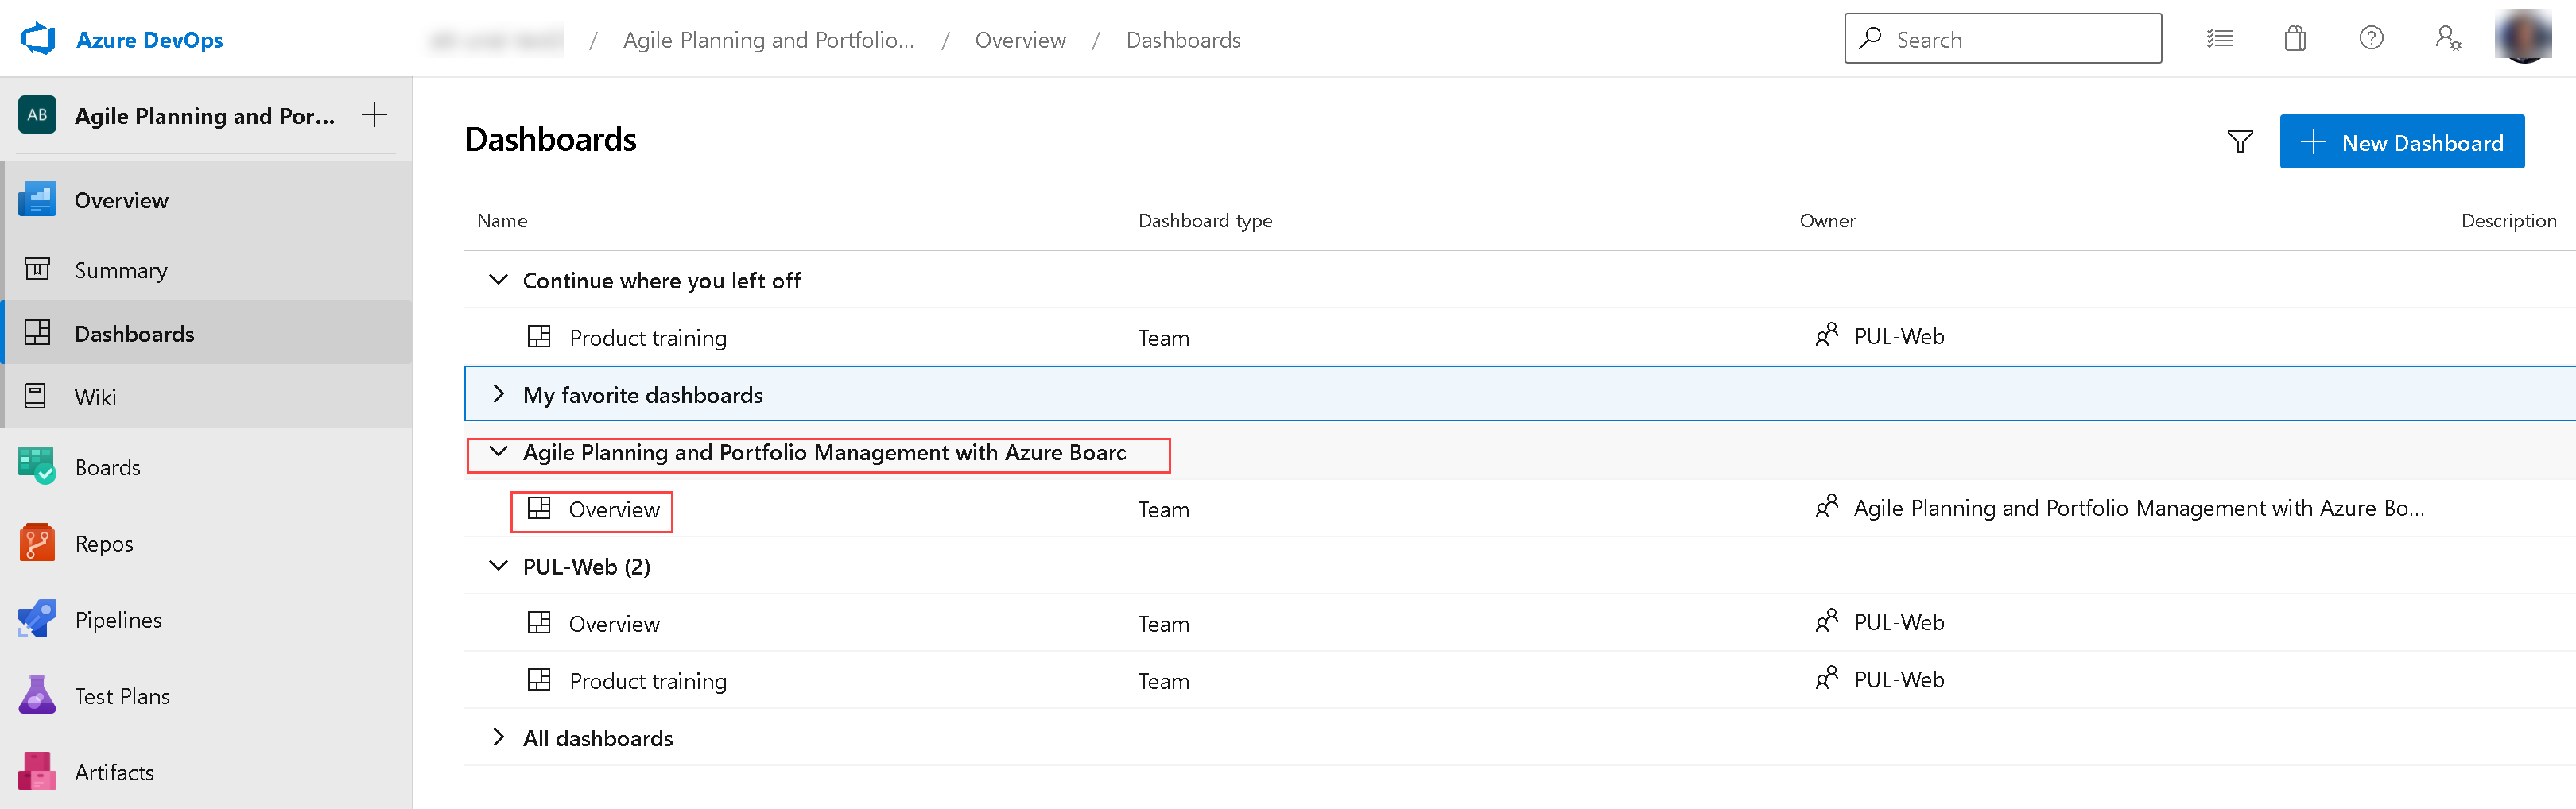 Azure DevOps / Agile Planning and Portfolio... / Overview / Dashboards Search
AB Agile Planning and Por...
Overview
Summary
Dashboards
Wiki
Boards
Repos
Pipelines
Test Plans
Artifacts
Dashboards
New Dashboard
Name Dashboard type Owner Description
Continue where you left off
Product training Team PUL-Web
My favorite dashboards
Agile Planning and Portfolio Management with Azure Boarc
Overview Team Agile Planning and Portfolio Management with Azure Bo...
PUL-Web (2)
Overview Team PUL-Web
Product training Team PUL-Web
All dashboards